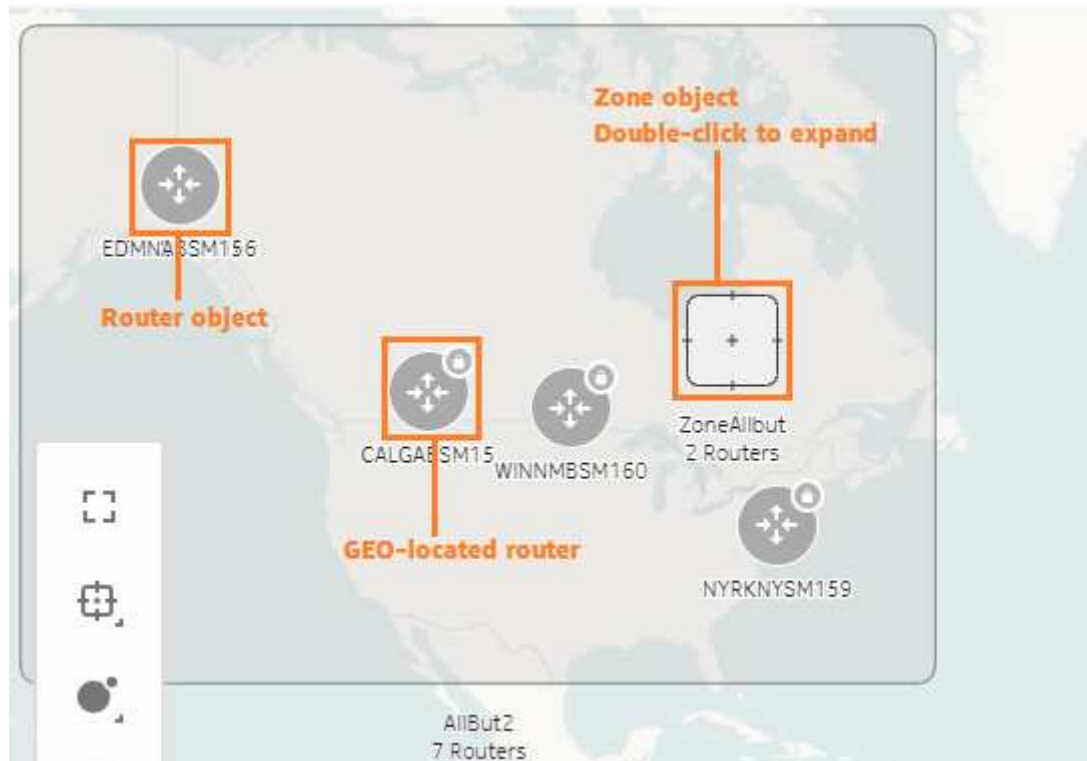 Zone object
Double-click to expand
EDMNABSM156
Router object
ZoneAllbut
2 Routers
CALGABSM15
WINNMBSM160
GEO-located router
NYRKNYSM159
AllBut2
7 Routers